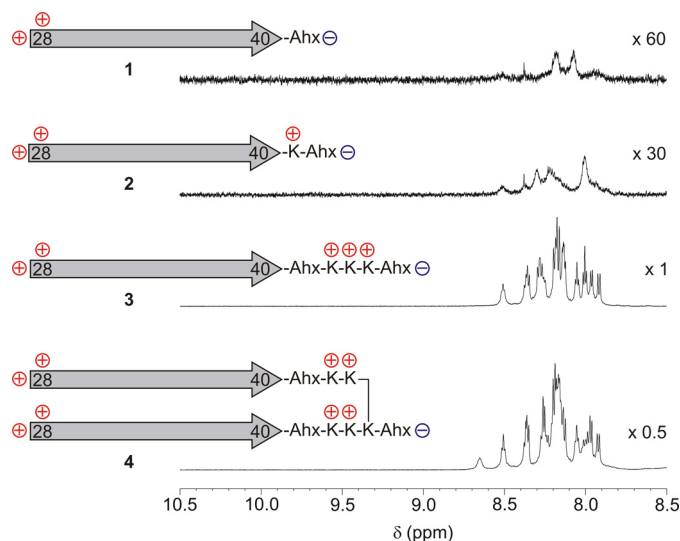 ⊕
⊕ 28 40 -Ahx ⊖ x 60
1
⊕ ⊕
⊕ 28 40 -K-Ahx ⊖ x 30
2
⊕ ⊕ ⊕ ⊕
⊕ 28 40 -Ahx-K-K-K-Ahx ⊖ x 1
3
⊕ ⊕ ⊕
⊕ 28 40 -Ahx-K-K
⊕ ⊕ ⊕
⊕ 28 40 -Ahx-K-K-K-Ahx ⊖ x 0.5
4
10.5 10.0 9.5 9.0 8.5 8.0 8.5
δ (ppm)